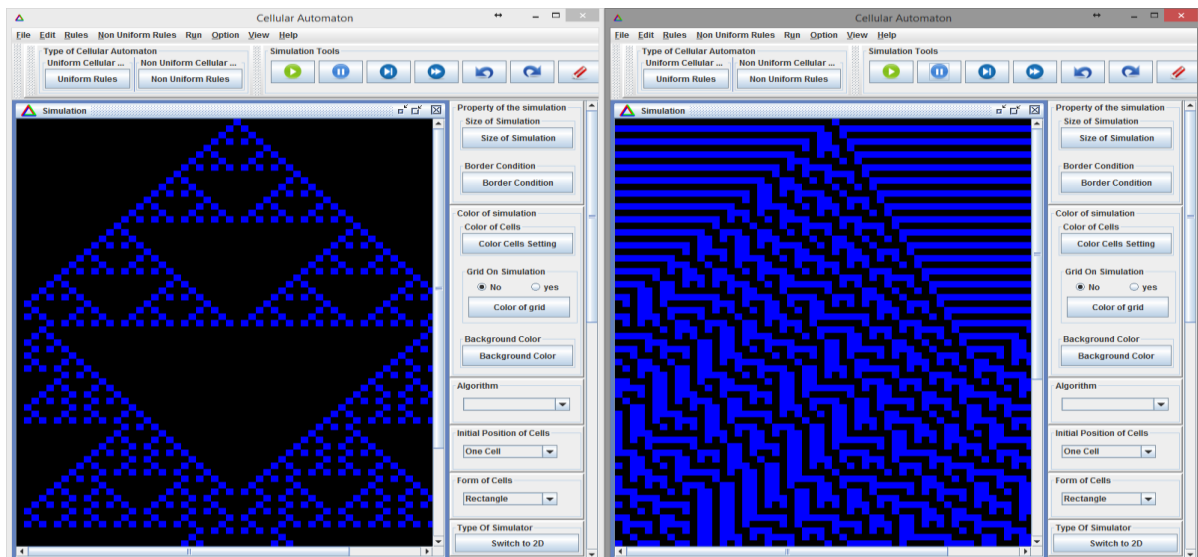 Cellular Automaton
File Edit Rules Non Uniform Rules Run Option View Help
Type of Cellular Automaton
Simulation Tools
Uniform Cellular ...
Non Uniform Cellular ...
Uniform Rules
Non Uniform Rules
Simulation
Property of the simulation
Size of Simulation
Size of Simulation
Border Condition
Border Condition
Color of simulation
Color of Cells
Color Cells Setting
Grid On Simulation
No yes
Color of grid
Background Color
Background Color
Algorithm
Initial Position of Cells
One Cell
Form of Cells
Rectangle
Type Of Simulator
Switch to 2D
Cellular Automaton
File Edit Rules Non Uniform Rules Run Option View Help
Type of Cellular Automaton
Simulation Tools
Uniform Cellular ...
Non Uniform Cellular ...
Uniform Rules
Non Uniform Rules
Simulation
Property of the simulation
Size of Simulation
Size of Simulation
Border Condition
Border Condition
Color of simulation
Color of Cells
Color Cells Setting
Grid On Simulation
No yes
Color of grid
Background Color
Background Color
Algorithm
Initial Position of Cells
One Cell
Form of Cells
Rectangle
Type Of Simulator
Switch to 2D